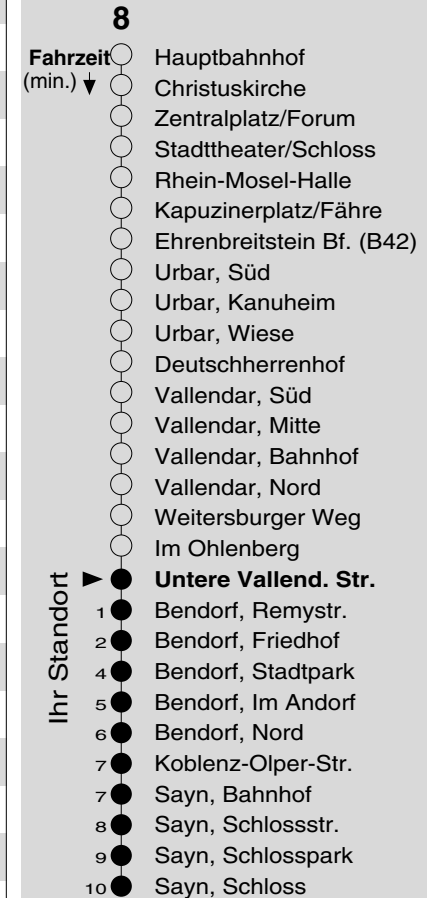 8
Fahrzeit Hauptbahnhof
(min.) Christuskirche
Zentralplatz/Forum
Stadttheater/Schloss
Rhein-Mosel-Halle
Kapuzinerplatz/Fähre
Ehrenbreitstein Bf. (B42)
Urbar, Süd
Urbar, Kanuheim
Urbar, Wiese
Deutschherrenhof
Vallendar, Süd
Vallendar, Mitte
Vallendar, Bahnhof
Vallendar, Nord
Weitersburger Weg
Im Ohlenberg
Ihr Standort
Untere Vallend. Str.
1 Bendorf, Remystr.
2 Bendorf, Friedhof
4 Bendorf, Stadtpark
5 Bendorf, Im Andorf
6 Bendorf, Nord
7 Koblenz-Olper-Str.
7 Sayn, Bahnhof
8 Sayn, Schlossstr.
9 Sayn, Schlosspark
10 Sayn, Schloss